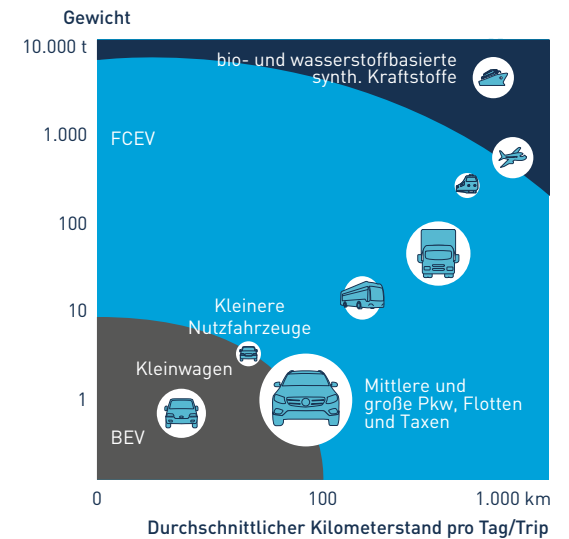 Gewicht
10.000 t
bio- und wasserstoffbasierte
synth. Kraftstoffe
1.000
FCEV
100
10
Kleinere
Nutzfahrzeuge
Kleinwagen
Mittlere und
große Pkw, Flotten
und Taxen
1
BEV
0
100
1.000 km
Durchschnittlicher Kilometerstand pro Tag/Trip